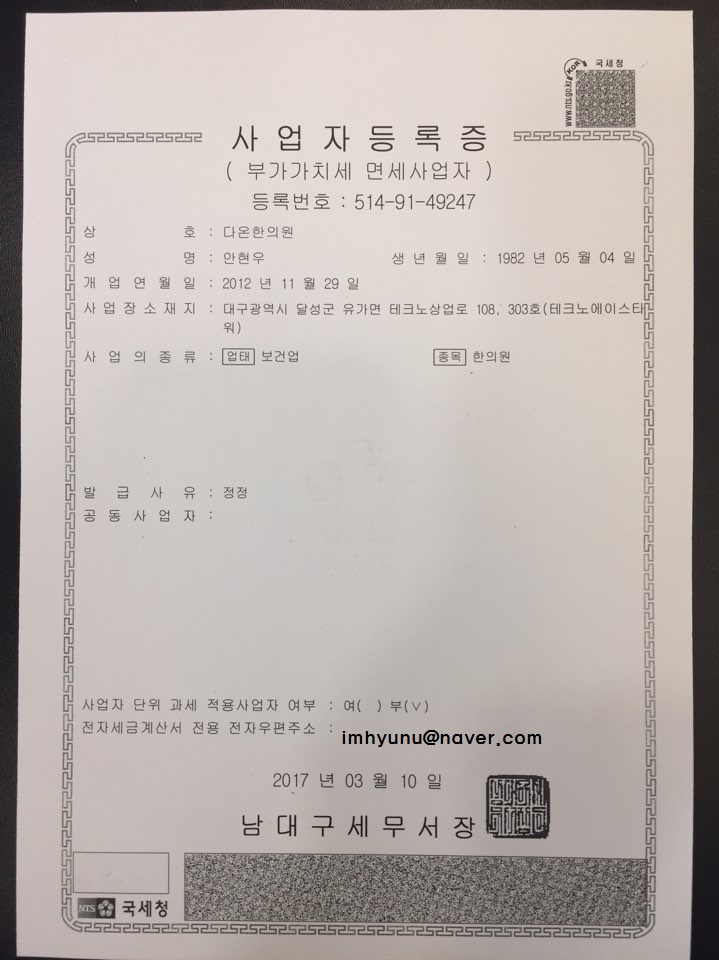 KOR 국세청
www.nts.go.kr
사업자등록증
( 부가가치세 면세사업자 )
등록번호 : 514-91-49247
상 호 : 다온한의원
성 명 : 안현우 생 년 월 일 : 1982 년 05 월 04 일
개 업 연 월 일 : 2012 년 11 월 29 일
사 업 장 소 재 지 : 대구광역시 달성군 유가면 테크노상업로 108, 303호(테크노에이스타
워)
사 업 의 종 류 : 업태 보건업 종목 한의원
발 급 사 유 : 정정
공 동 사 업 자 :
사업자 단위 과세 적용사업자 여부 : 여( ) 부(∨)
전자세금계산서 전용 전자우편주소 :
imhyunu@naver.com
2017 년 03 월 10 일
남대구세무서장
NTS 국세청